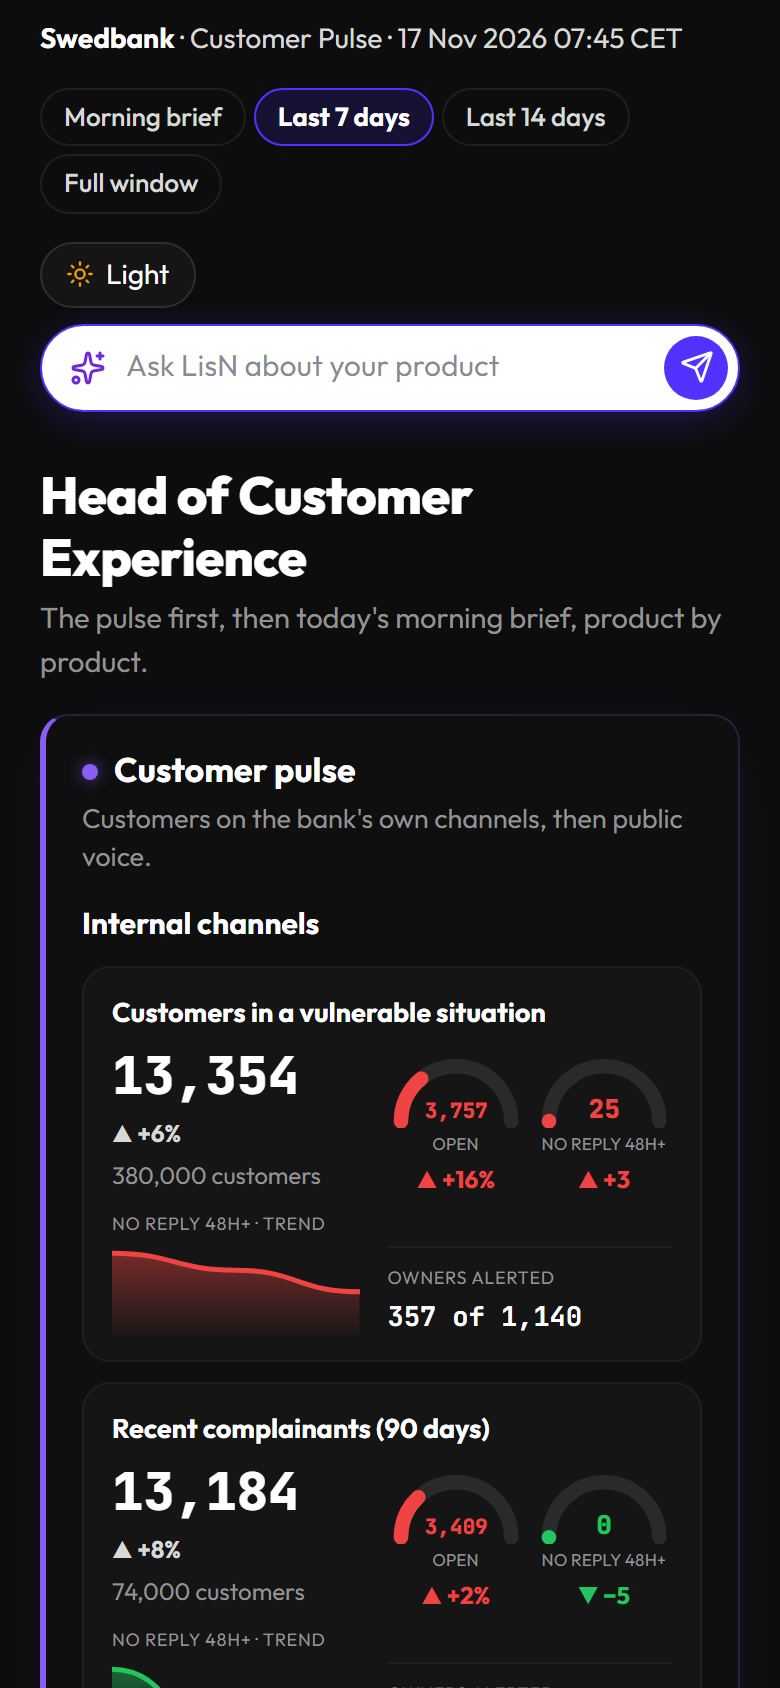 Swedbank · Customer Pulse · 17 Nov 2026 07:45 CET
Morning brief
Last 7 days
Last 14 days
Full window
Light
Ask LisN about your product
Head of Customer
Experience
The pulse first, then today's morning brief, product by
product.
Customer pulse
Customers on the bank's own channels, then public
voice.
Internal channels
Customers in a vulnerable situation
13,354
▲ +6%
380,000 customers
3,757
OPEN
▲ +16%
25
NO REPLY 48H+
▲ +3
NO REPLY 48H+ · TREND
OWNERS ALERTED
357 of 1,140
Recent complainants (90 days)
13,184
▲ +8%
74,000 customers
3,409
OPEN
▲ +2%
0
NO REPLY 48H+
▼ −5
NO REPLY 48H+ · TREND